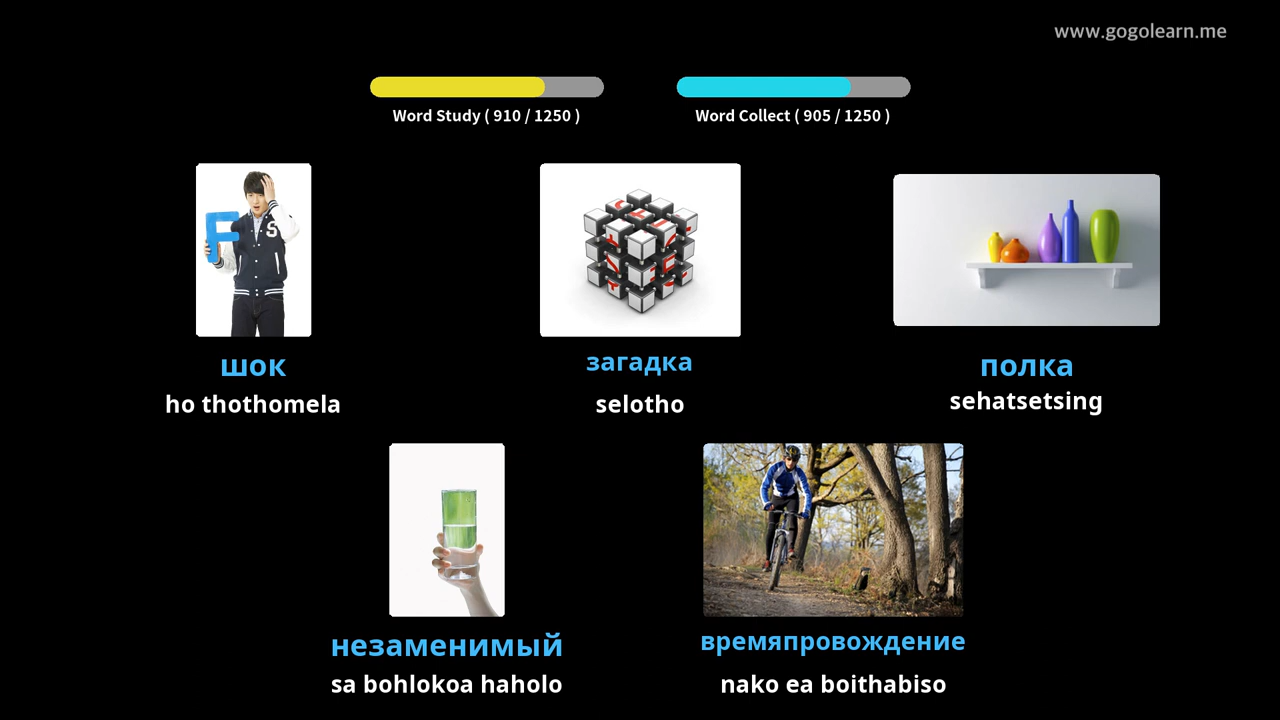 www.gogolearn.me
Word Study ( 910 / 1250 )
Word Collect ( 905 / 1250 )
F
S
шок
ho thothomela
загадка
selotho
полка
sehatsetsing
незаменимый
sa bohlokoa haholo
времяпровождение
nako ea boithabiso